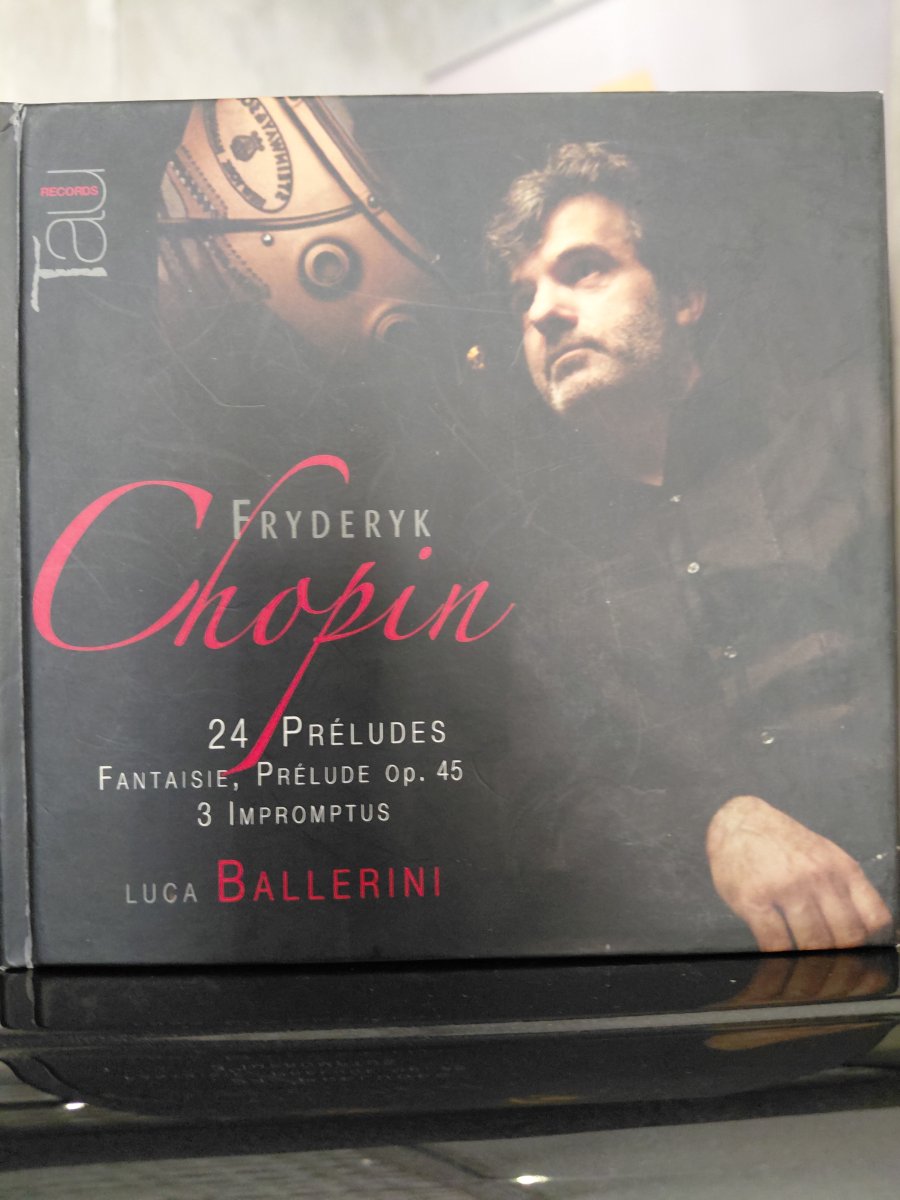 Tau
RECORDS
FRYDERYK
Chopin
24 PRÉLUDES
FANTAISIE, PRÉLUDE OP. 45
3 IMPROMPTUS
LUCA BALLERINI